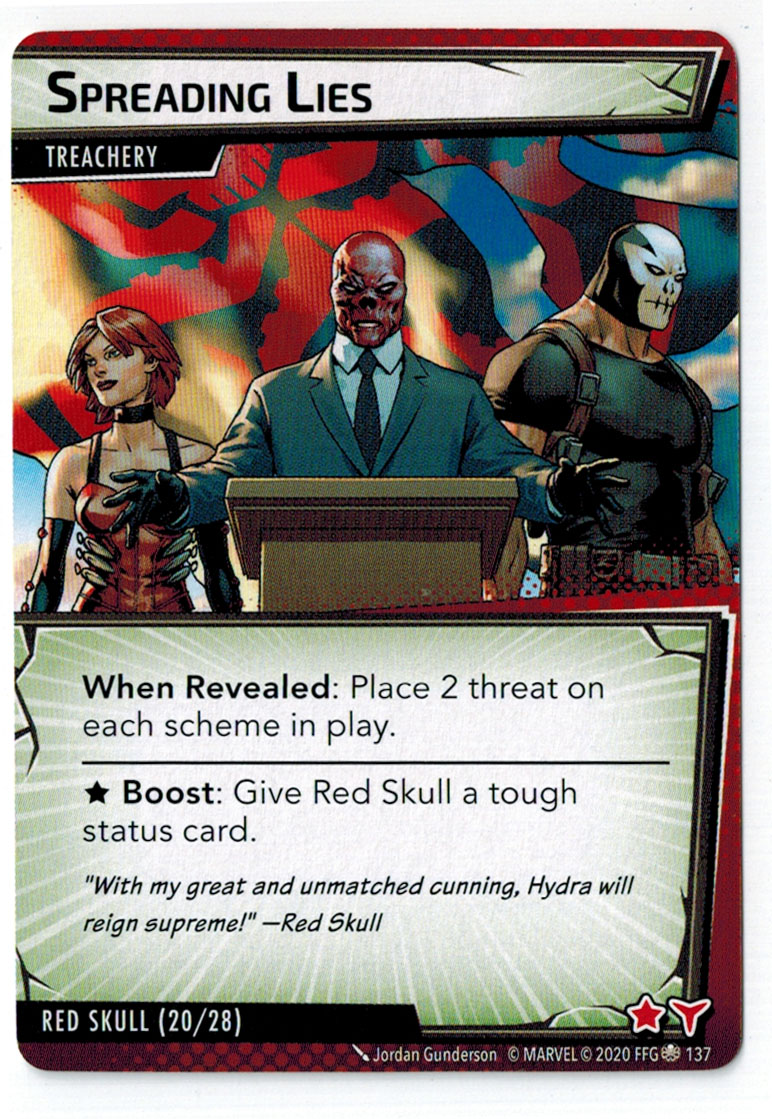 SPREADING LIES
TREACHERY
When Revealed: Place 2 threat on
each scheme in play.
★ Boost: Give Red Skull a tough
status card.
"With my great and unmatched cunning, Hydra will
reign supreme!" —Red Skull
RED SKULL (20/28)
Jordan Gunderson © MARVEL © 2020 FFG 137